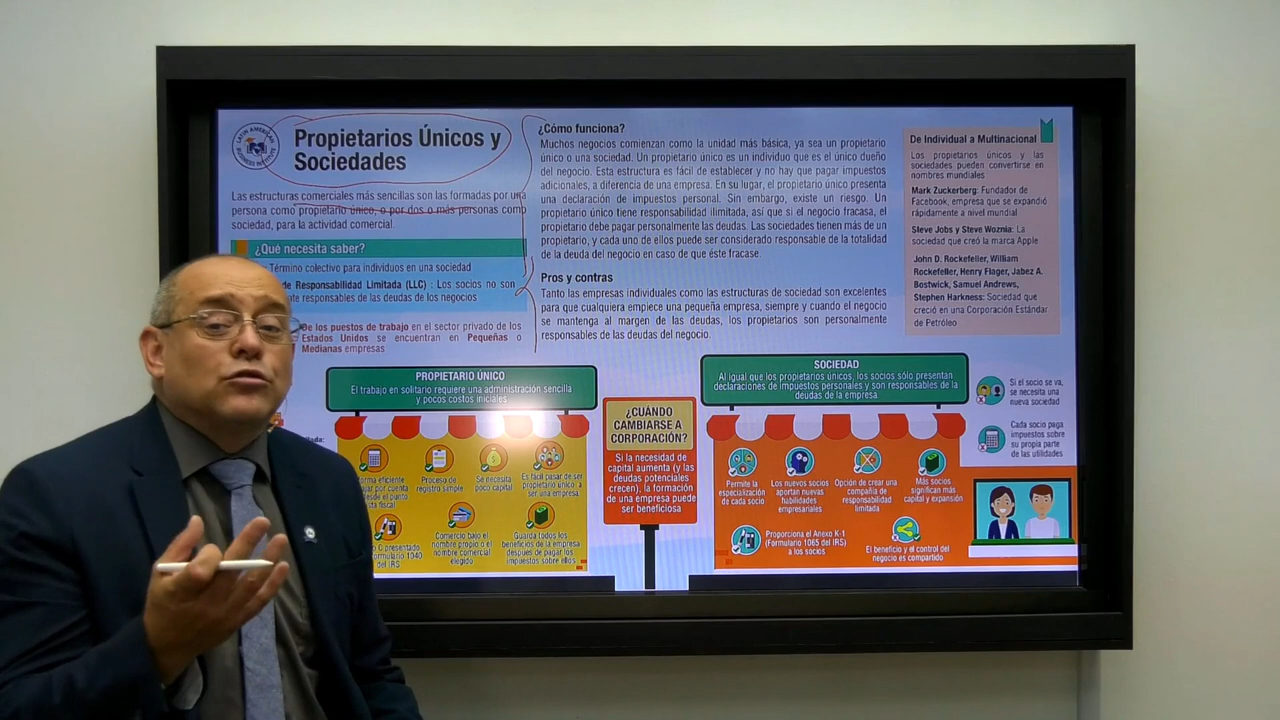 LATIN AMERICAN
BUSINESS INSTITUTE
Propietarios Únicos y
Sociedades
Las estructuras comerciales más sencillas son las formadas por una
persona como propietario único, o por dos o más personas como
sociedad, para la actividad comercial.
¿Qué necesita saber?
Término colectivo para individuos en una sociedad
de Responsabilidad Limitada (LLC) : Los socios no son
responsables de las deudas de los negocios
De los puestos de trabajo en el sector privado de los
Estados Unidos se encuentran en Pequeñas o
Medianas empresas
¿Cómo funciona?
Muchos negocios comienzan como la unidad más básica, ya sea un propietario
único o una sociedad. Un propietario único es un individuo que es el único dueño
del negocio. Esta estructura es fácil de establecer y no hay que pagar impuestos
adicionales, a diferencia de una empresa. En su lugar, el propietario único presenta
una declaración de impuestos personal. Sin embargo, existe un riesgo. Un
propietario único tiene responsabilidad ilimitada, así que si el negocio fracasa, el
propietario debe pagar personalmente las deudas. Las sociedades tienen más de
un propietario, y cada uno de ellos puede ser considerado responsable de la totalidad
de la deuda del negocio en caso de que éste fracase.
Pros y contras
Tanto las empresas individuales como las estructuras de sociedad son excelentes
para que cualquiera empiece una pequeña empresa, siempre y cuando el negocio
se mantenga al margen de las deudas, los propietarios son personalmente
responsables de las deudas del negocio.
De Individual a Multinacional
Los propietarios únicos y las
sociedades pueden convertirse en
nombres mundiales
Mark Zuckerberg: Fundador de
Facebook, empresa que se expandió
rápidamente a nivel mundial
Steve Jobs y Steve Woznia: La
sociedad que creó la marca Apple
John D. Rockefeller, William
Rockefeller, Henry Flager, Jabez A.
Bostwick, Samuel Andrews,
Stephen Harkness: Sociedad que
creció en una Corporación Estándar
de Petróleo
PROPIETARIO ÚNICO
El trabajo en solitario requiere una administración sencilla
y pocos costos iniciales
forma eficiente
por cuenta
desde el punto
fiscal
Proceso de
registro simple
Se necesita
poco capital
Es fácil pasar de ser
propietario único a
ser una empresa
C presentado
formulario 1040
del IRS
Comercio bajo el
nombre propio o el
nombre comercial
elegido
Guarda todos los
beneficios de la empresa
después de pagar los
impuestos sobre ellos
¿CUÁNDO
CAMBIARSE A
CORPORACIÓN?
Si la necesidad de
capital aumenta (y las
deudas potenciales
crecen), la formación
de una empresa puede
ser beneficiosa
SOCIEDAD
Al igual que los propietarios únicos, los socios sólo presentan
declaraciones de impuestos personales y son responsables de la
deudas de la empresa
Permite la
especialización
de cada socio
Los nuevos socios
aportan nuevas
habilidades
empresariales
Opción de crear una
compañía de
responsabilidad
limitada
Más socios
significan más
capital y expansión
Proporciona el Anexo K-1
(Formulario 1065 del IRS)
a los socios
El beneficio y el control del
negocio es compartido
Si el socio se va,
se necesita una
nueva sociedad
Cada socio paga
impuestos sobre
su propia parte
de las utilidades